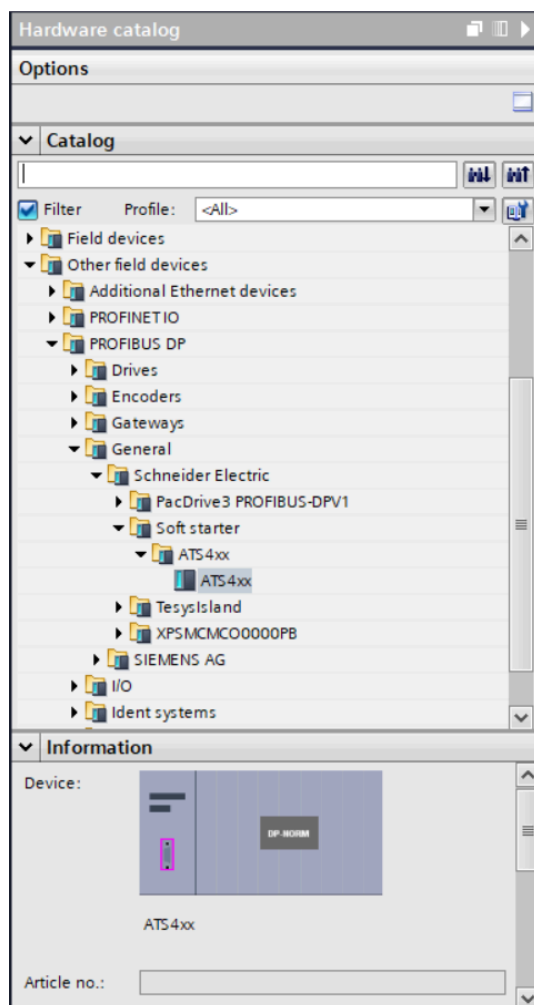 Hardware catalog
Options
Catalog
Filter Profile: <All>
Field devices
Other field devices
Additional Ethernet devices
PROFINET IO
PROFIBUS DP
Drives
Encoders
Gateways
General
Schneider Electric
PacDrive3 PROFIBUS-DPV1
Soft starter
ATS4xx
ATS4xx
TesysIsland
XPSMCMCO0000PB
SIEMENS AG
I/O
Ident systems
Information
Device:
DP-NORM
ATS4xx
Article no.: